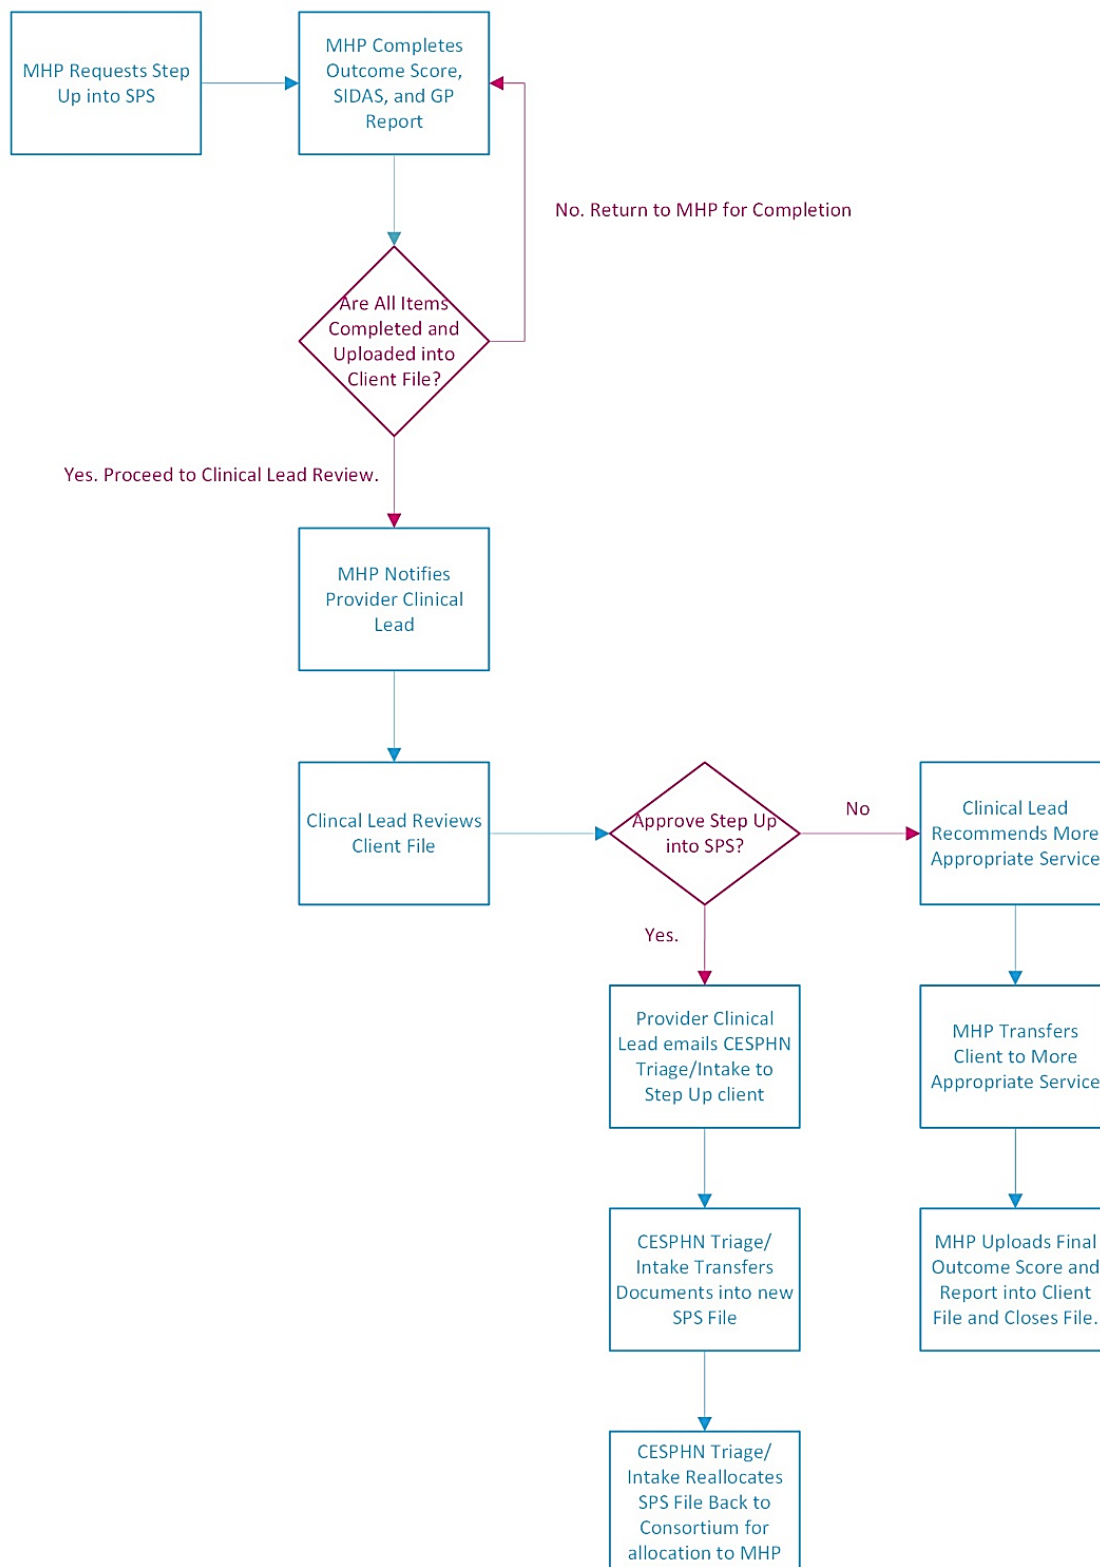 MHP Requests Step
Up into SPS
MHP Completes
Outcome Score,
SIDAS, and GP
Report
No. Return to MHP for Completion
Are All Items
Completed and
Uploaded into
Client File?
Yes. Proceed to Clinical Lead Review.
MHP Notifies
Provider Clinical
Lead
Clincal Lead Reviews
Client File
Approve Step Up
into SPS?
No
Clinical Lead
Recommends More
Appropriate Service
Yes.
Provider Clinical
Lead emails CESPHN
Triage/Intake to
Step Up client
MHP Transfers
Client to More
Appropriate Service
CESPHN Triage/
Intake Transfers
Documents into new
SPS File
MHP Uploads Final
Outcome Score and
Report into Client
File and Closes File.
CESPHN Triage/
Intake Reallocates
SPS File Back to
Consortium for
allocation to MHP